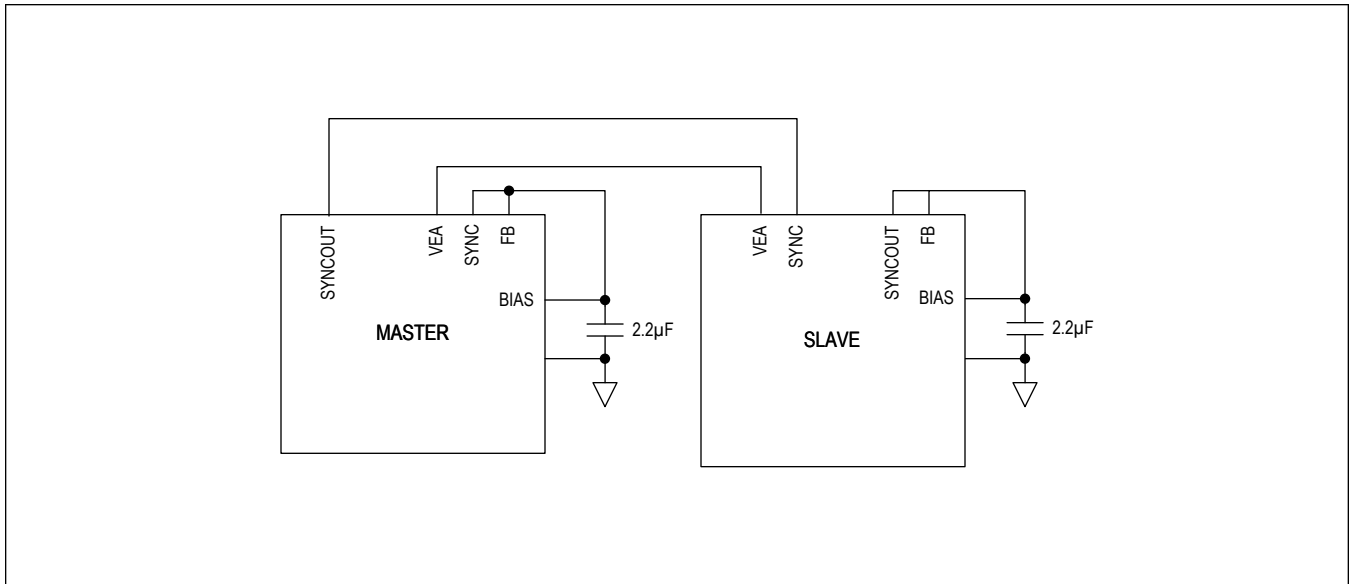 SYNCOUT
VEA
SYNC
FB
BIAS
MASTER
2.2µF
VEA
SYNC
SYNCOUT
FB
BIAS
SLAVE
2.2µF